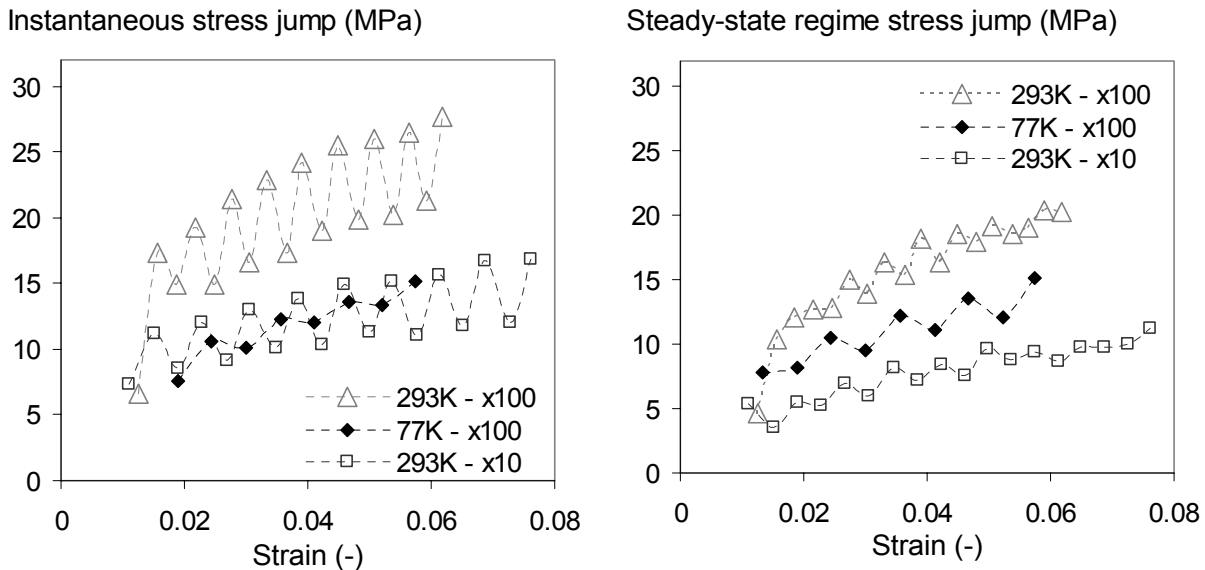 Instantaneous stress jump (MPa)
30
25
20
15
10
5
0
293K - x100
77K - x100
293K - x10
0 0.02 0.04 0.06 0.08
Strain (-)
Steady-state regime stress jump (MPa)
30
25
20
15
10
5
0
293K - x100
77K - x100
293K - x10
0 0.02 0.04 0.06 0.08
Strain (-)